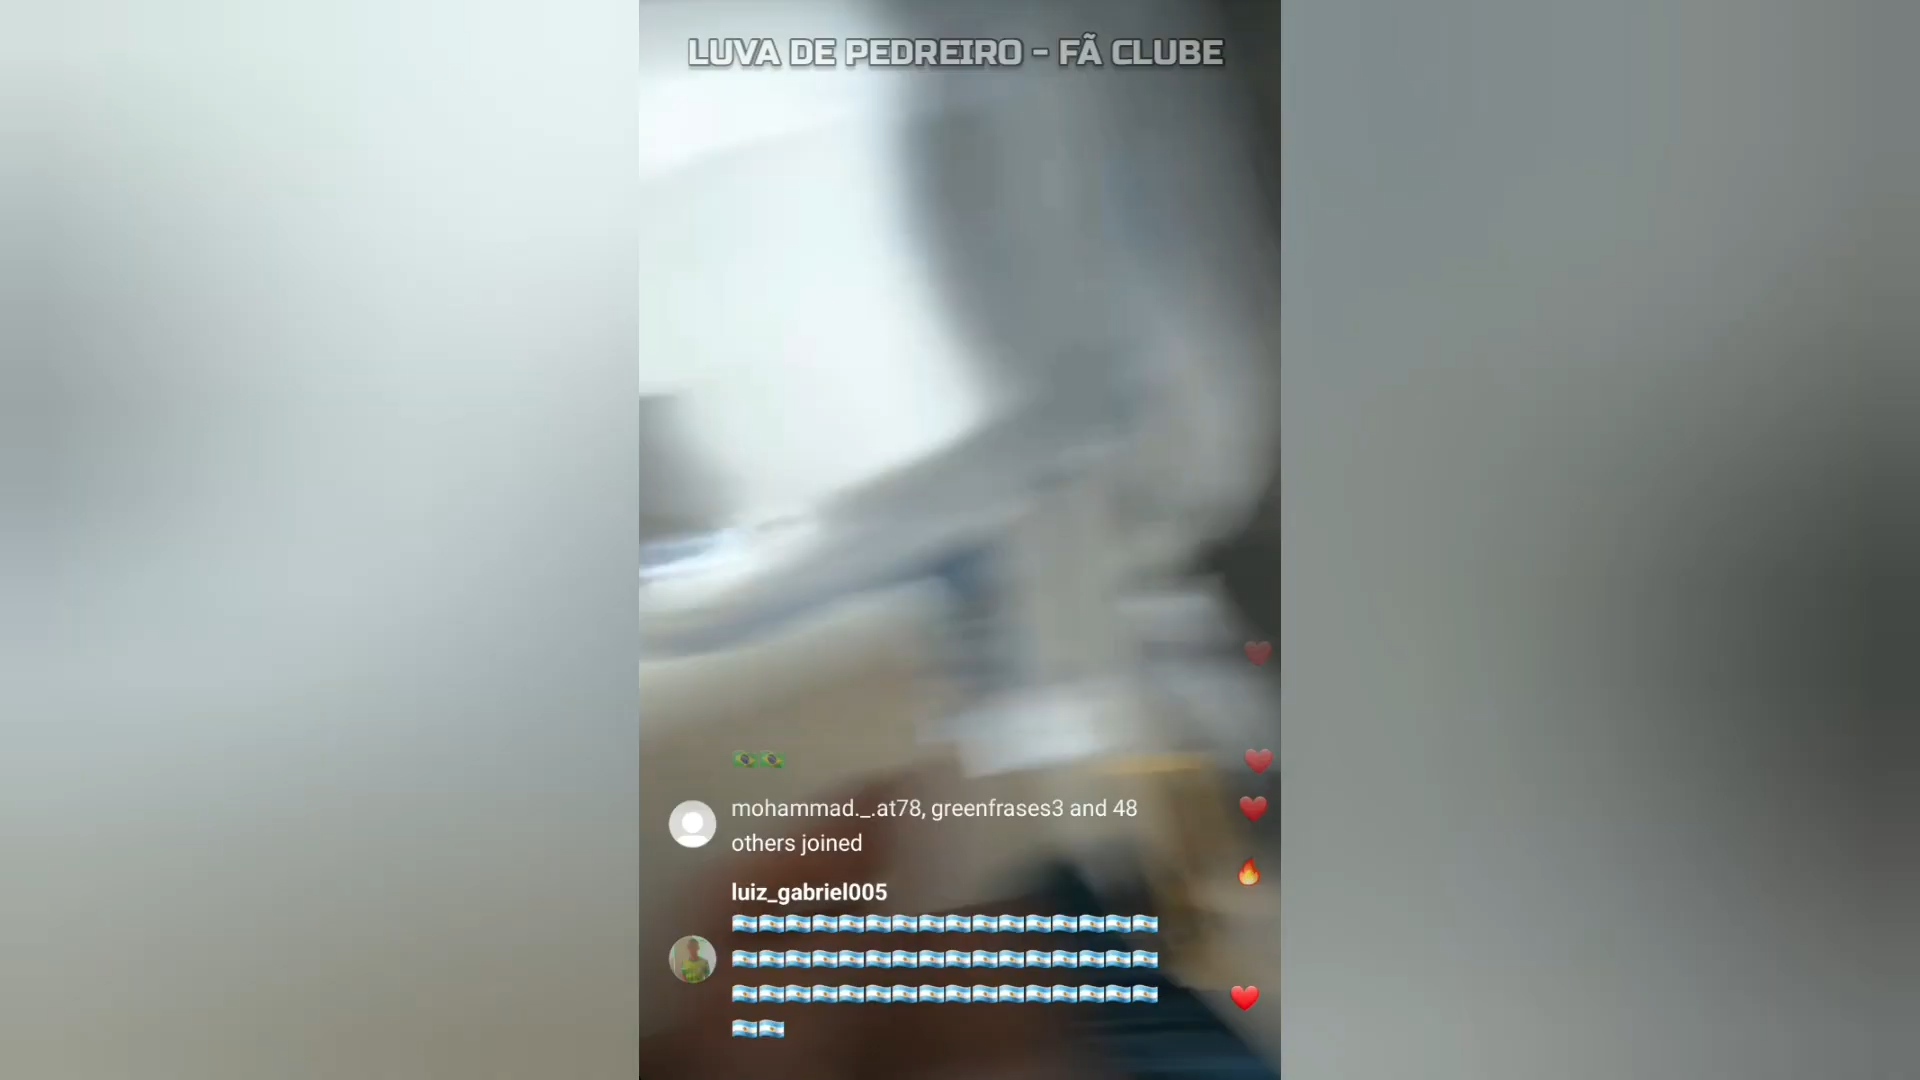 LUVA DE PEDREIRO - FÃ CLUBE
🇧🇷🇧🇷
mohammad._.at78, greenfrases3 and 48
others joined
luiz_gabriel005
🇦🇷🇦🇷🇦🇷🇦🇷🇦🇷🇦🇷🇦🇷🇦🇷🇦🇷🇦🇷🇦🇷🇦🇷🇦🇷🇦🇷🇦🇷🇦🇷
🇦🇷🇦🇷🇦🇷🇦🇷🇦🇷🇦🇷🇦🇷🇦🇷🇦🇷🇦🇷🇦🇷🇦🇷🇦🇷🇦🇷🇦🇷🇦🇷
🇦🇷🇦🇷🇦🇷🇦🇷🇦🇷🇦🇷🇦🇷🇦🇷🇦🇷🇦🇷🇦🇷🇦🇷🇦🇷🇦🇷🇦🇷🇦🇷
🇦🇷🇦🇷